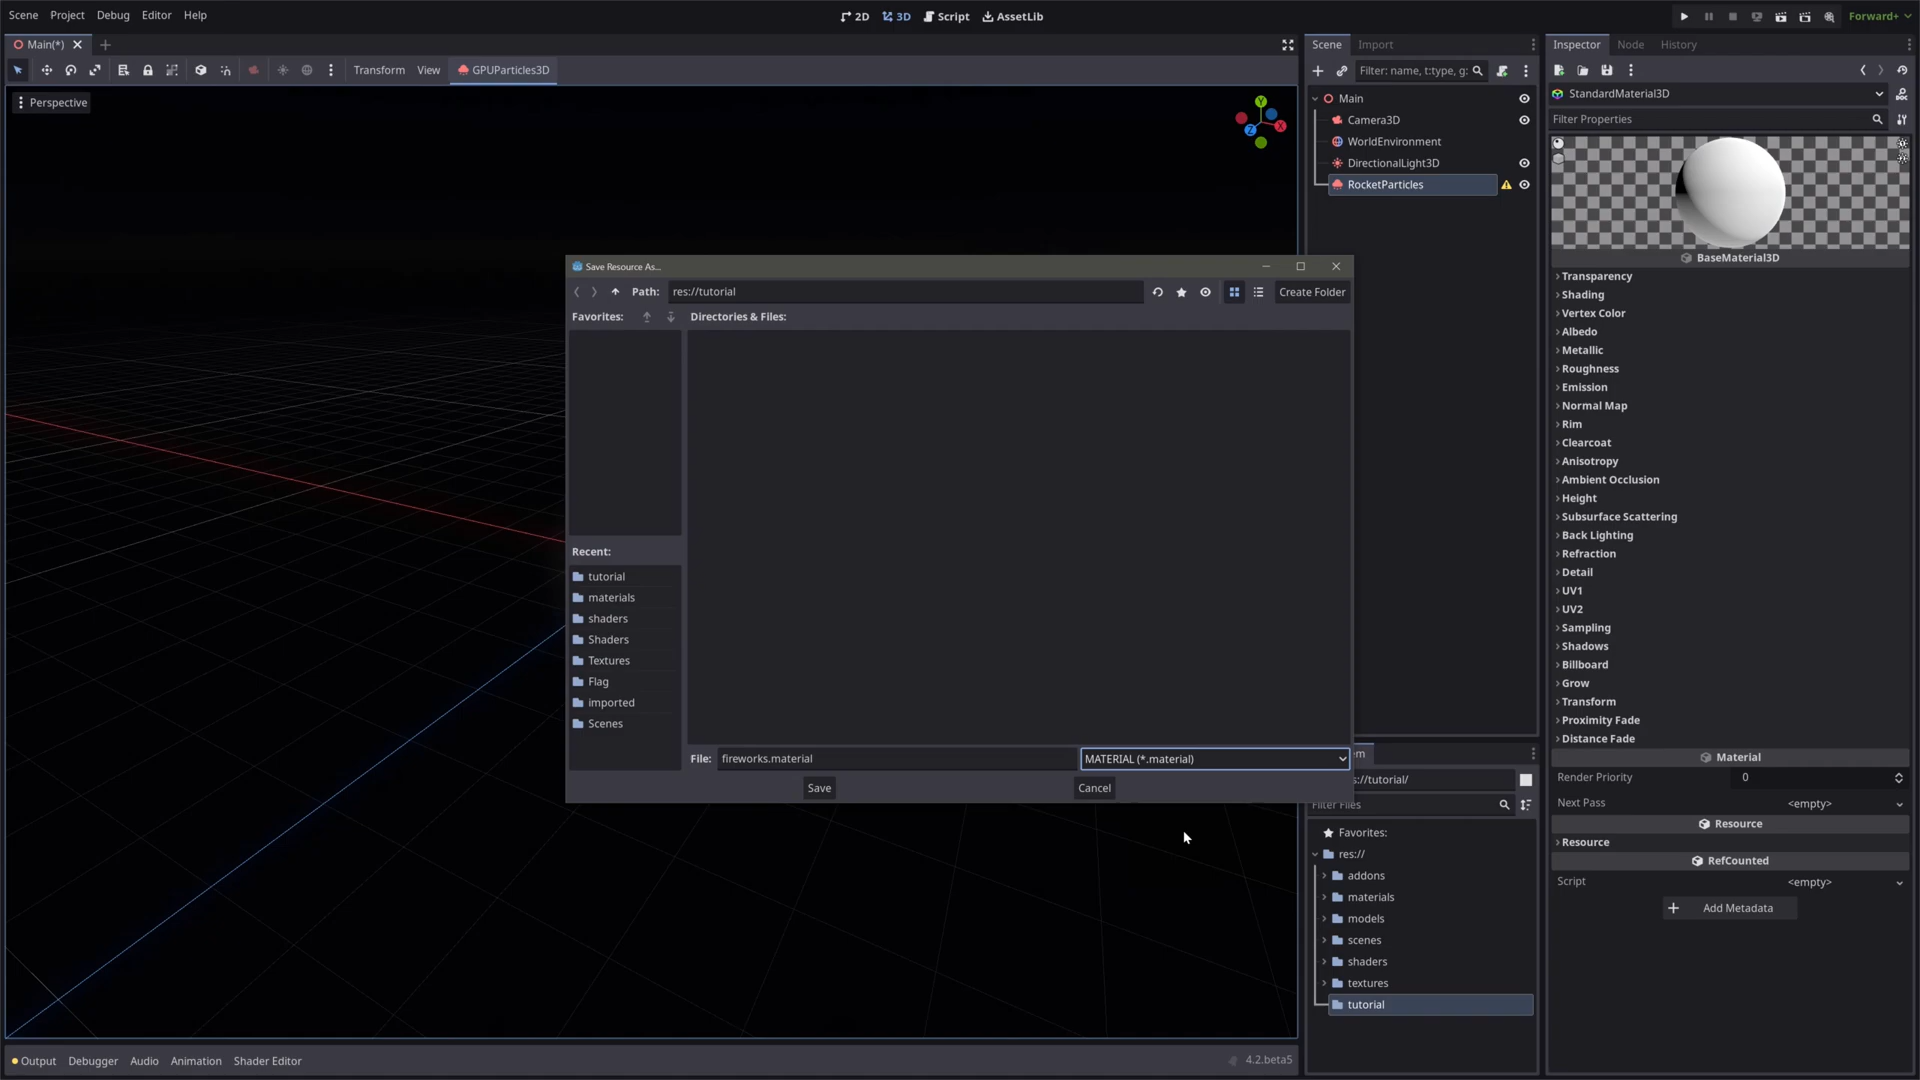 Scene Project Debug Editor Help
2D 3D Script AssetLib
Forward+
Main(*)
Transform View GPUParticles3D
Perspective
Y
X
Z
Scene Import
Filter: name, t:type, g:
Main
Camera3D
WorldEnvironment
DirectionalLight3D
RocketParticles
Save Resource As...
Path: res://tutorial Create Folder
Favorites: Directories & Files:
Recent:
tutorial
materials
shaders
Shaders
Textures
Flag
imported
Scenes
File: fireworks.material MATERIAL (*.material)
Save Cancel
em
s://tutorial/
Filter Files
Favorites:
res://
addons
materials
models
scenes
shaders
textures
tutorial
Inspector Node History
StandardMaterial3D
Filter Properties
BaseMaterial3D
Transparency
Shading
Vertex Color
Albedo
Metallic
Roughness
Emission
Normal Map
Rim
Clearcoat
Anisotropy
Ambient Occlusion
Height
Subsurface Scattering
Back Lighting
Refraction
Detail
UV1
UV2
Sampling
Shadows
Billboard
Grow
Transform
Proximity Fade
Distance Fade
Material
Render Priority 0
Next Pass <empty>
Resource
Resource
RefCounted
Script <empty>
Add Metadata
Output Debugger Audio Animation Shader Editor
4.2.beta5